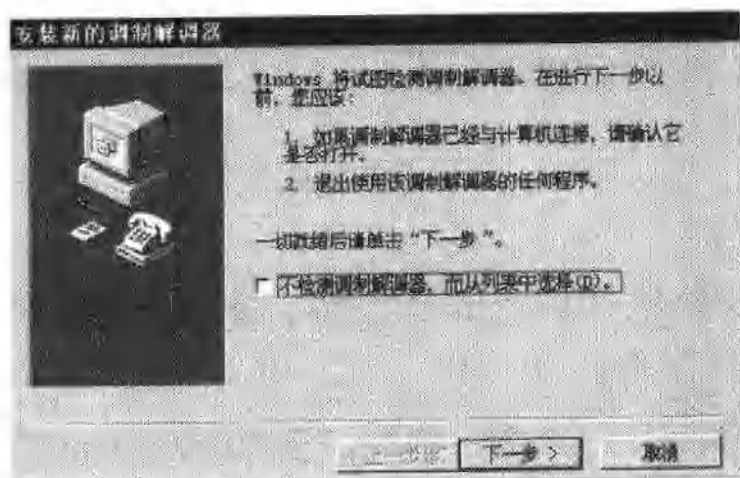 安装新的调制解调器
Windows 将试图检测调制解调器。在进行下一步以
前，您应该：
1. 如果调制解调器已经与计算机连接，请确认它
是否打开。
2. 退出使用该调制解调器的任何程序。
一切就绪后请单击“下一步”。
不检测调制解调器，而从列表中选择(D)。
下一步 >
取消